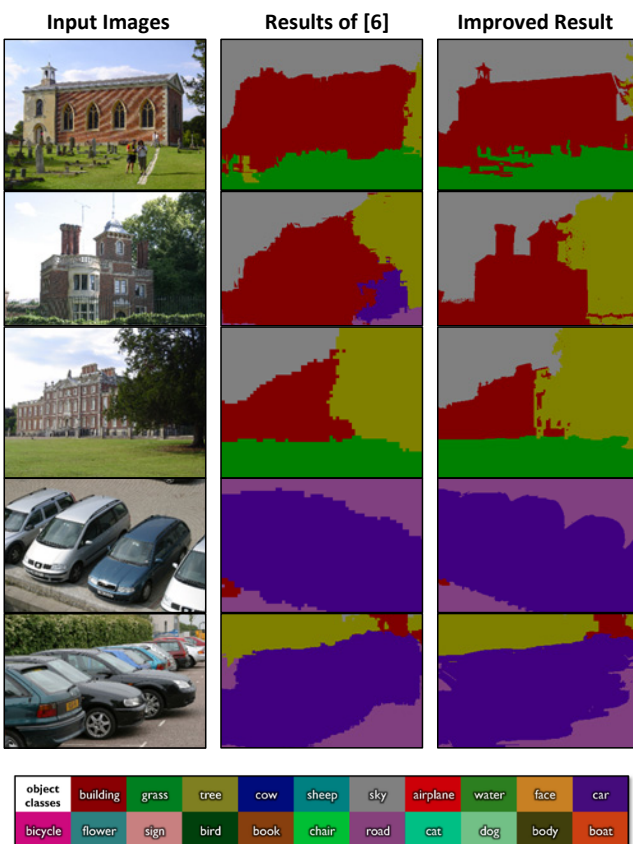 Input Images Results of [6] Improved Result
object classes building grass tree cow sheep sky airplane water face car
bicycle flower sign bird book chair road cat dog body boat